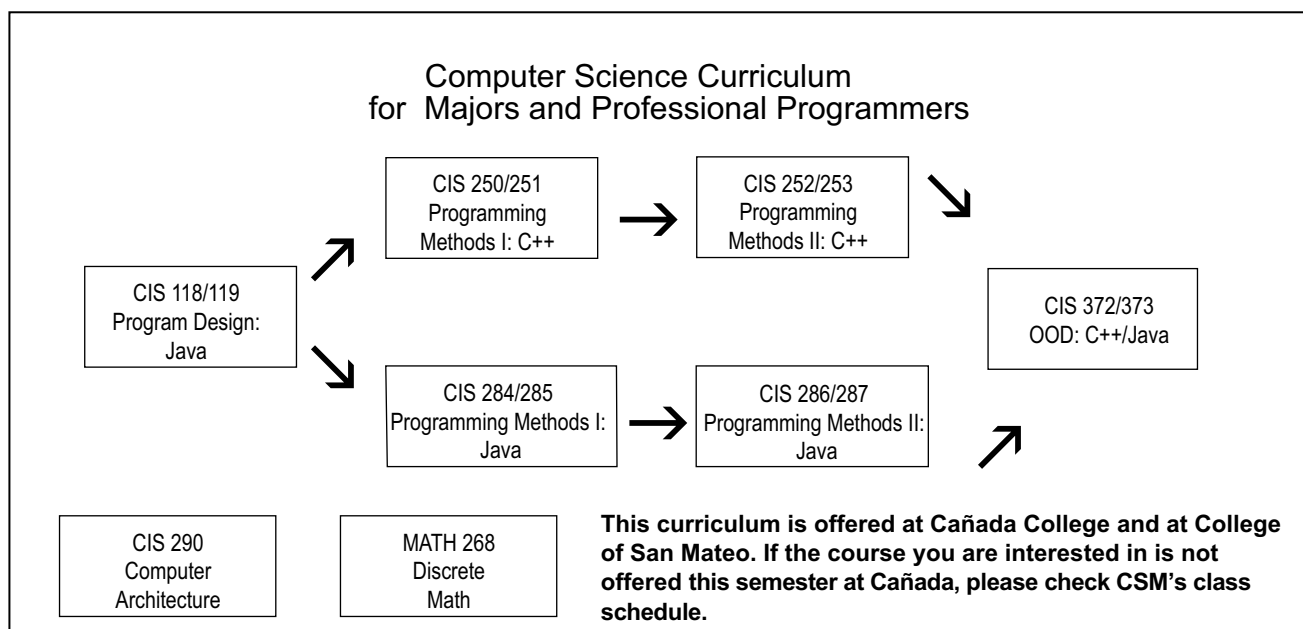 Computer Science Curriculum
for Majors and Professional Programmers
CIS 250/251
Programming
Methods I: C++
CIS 252/253
Programming
Methods II: C++
CIS 118/119
Program Design:
Java
CIS 372/373
OOD: C++/Java
CIS 284/285
Programming Methods I:
Java
CIS 286/287
Programming Methods II:
Java
CIS 290
Computer
Architecture
MATH 268
Discrete
Math
This curriculum is offered at Cañada College and at College
of San Mateo. If the course you are interested in is not
offered this semester at Cañada, please check CSM’s class
schedule.